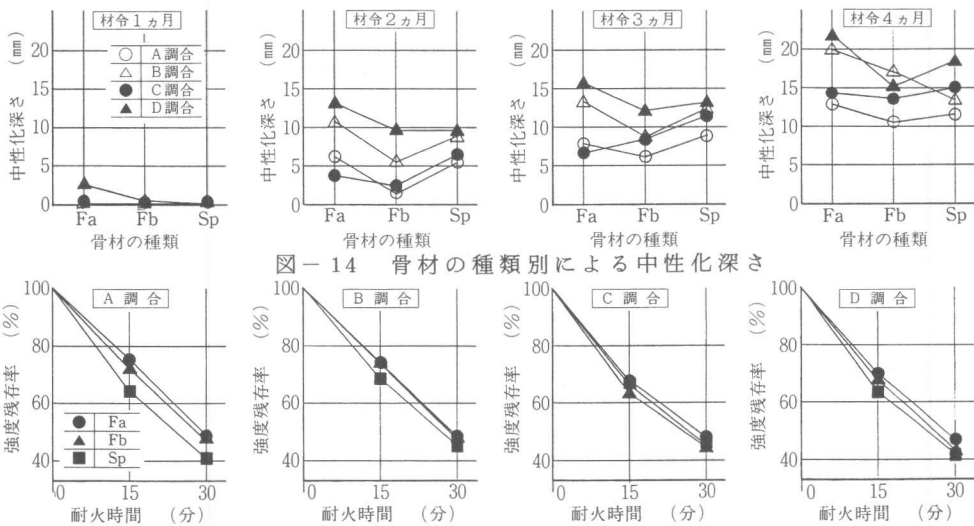 材令1ヵ月
中性化深さ (mm)
20
15
10
5
0
A調合
B調合
C調合
D調合
Fa Fb Sp
骨材の種類
材令2ヵ月
中性化深さ (mm)
20
15
10
5
0
Fa Fb Sp
骨材の種類
材令3ヵ月
中性化深さ (mm)
20
15
10
5
0
Fa Fb Sp
骨材の種類
材令4ヵ月
中性化深さ (mm)
20
15
10
5
0
Fa Fb Sp
骨材の種類
図-14 骨材の種類別による中性化深さ
A調合
強度残存率 (%)
100
80
60
40
Fa
Fb
Sp
0 15 30
耐火時間 (分)
B調合
強度残存率 (%)
100
80
60
40
0 15 30
耐火時間 (分)
C調合
強度残存率 (%)
100
80
60
40
0 15 30
耐火時間 (分)
D調合
強度残存率 (%)
100
80
60
40
0 15 30
耐火時間 (分)